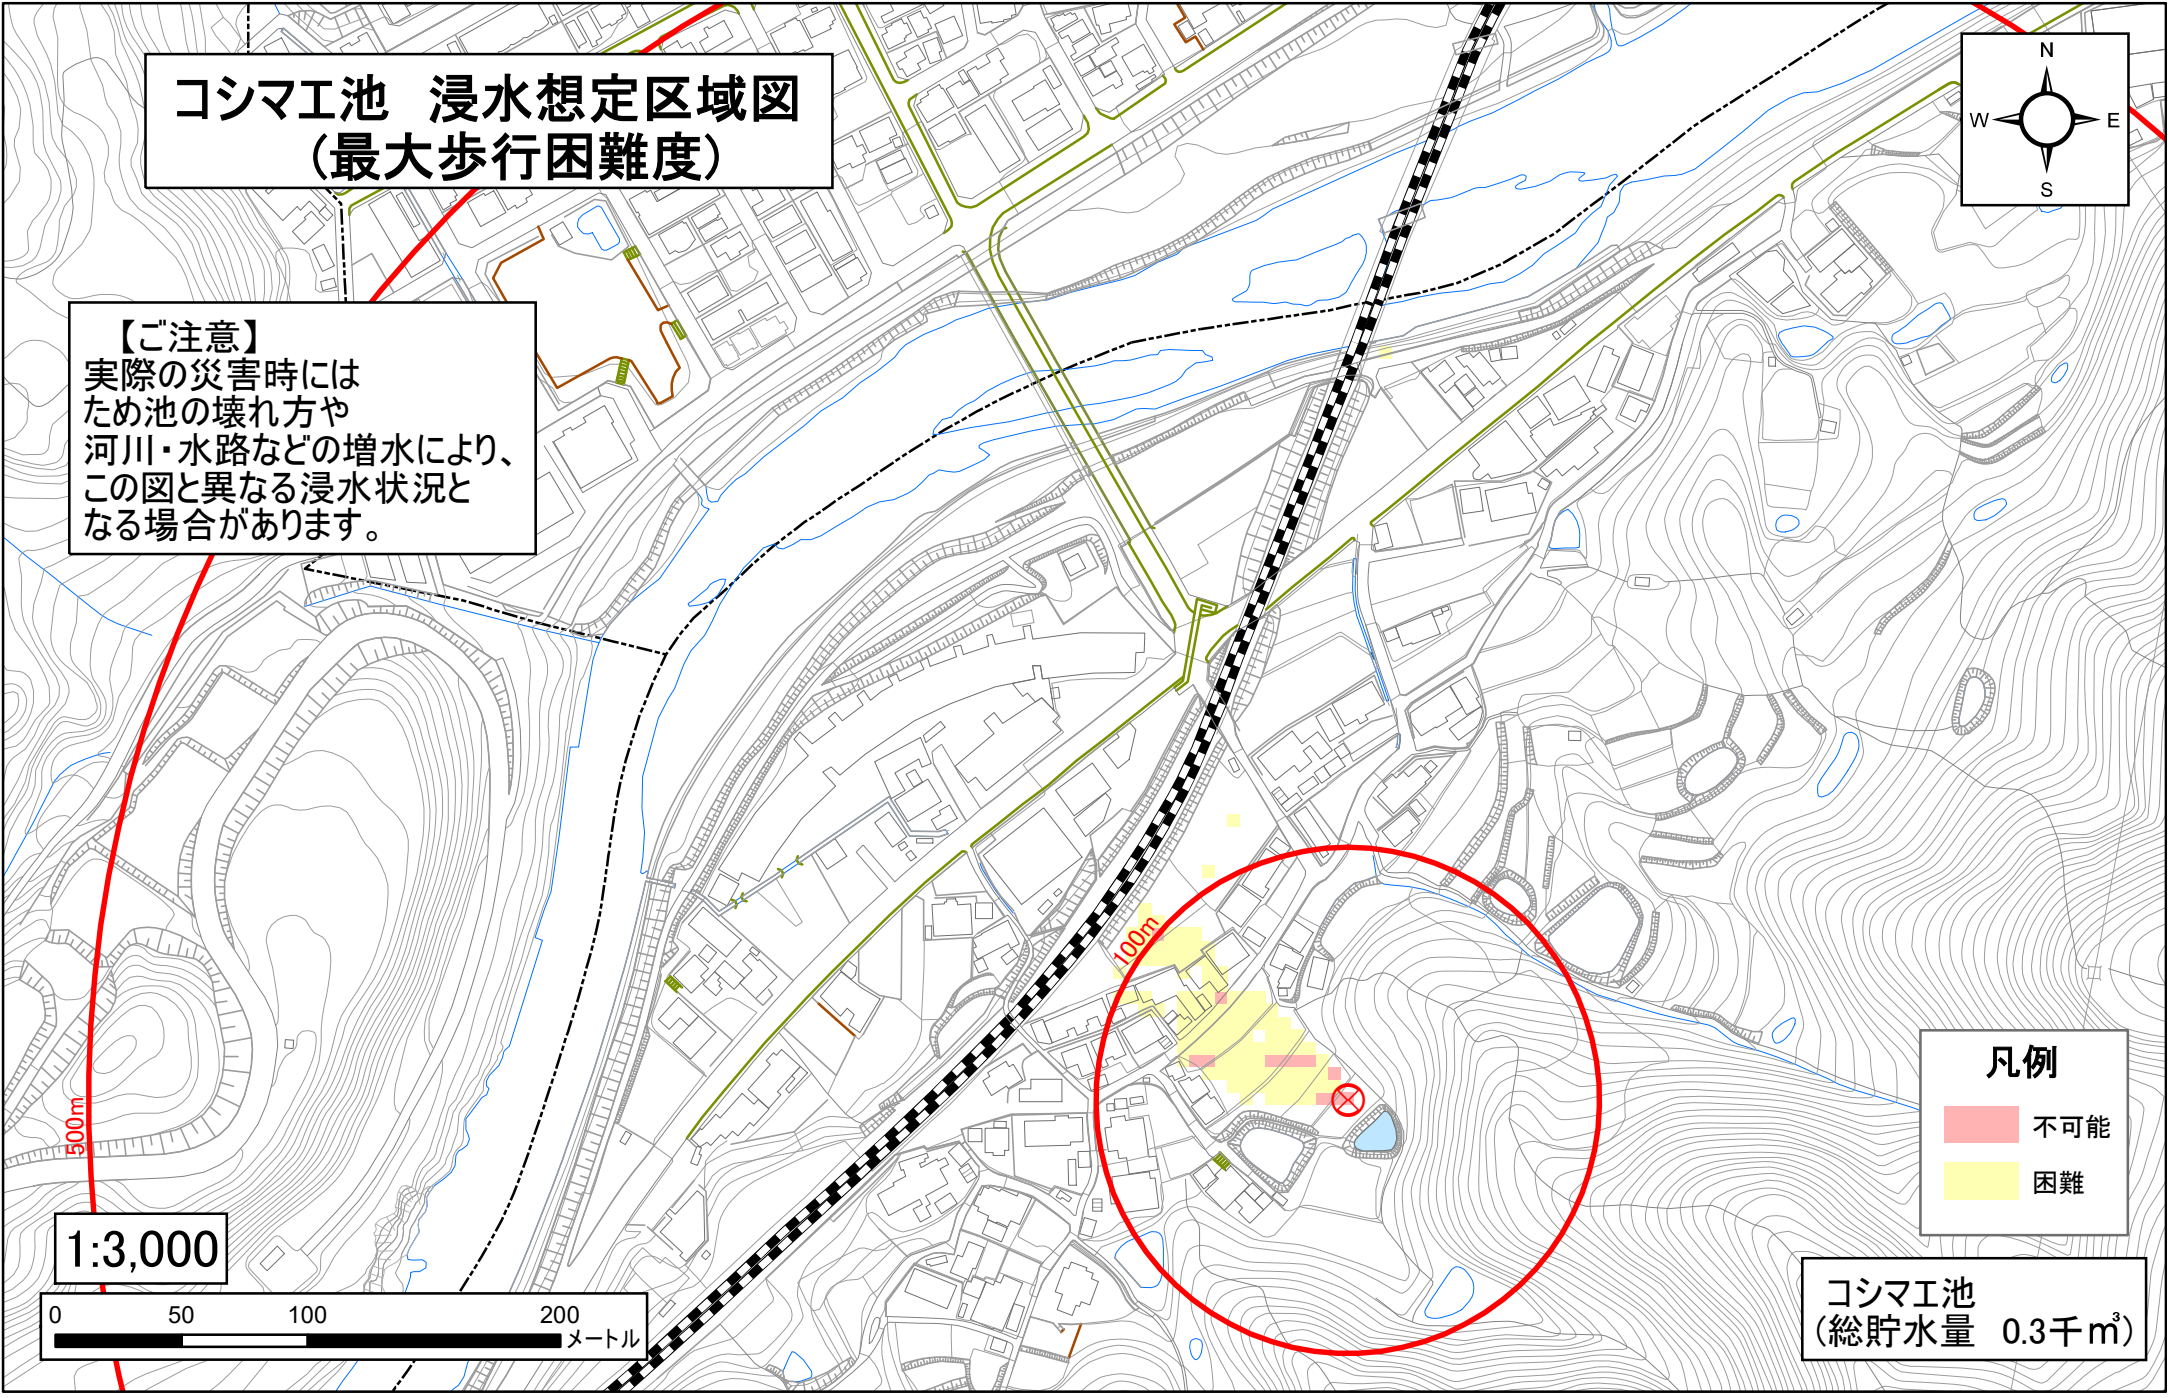 コシマエ池　浸水想定区域図
(最大歩行困難度)
N
W
E
S
【ご注意】
実際の災害時には
ため池の壊れ方や
河川・水路などの増水により、
この図と異なる浸水状況と
なる場合があります。
100m
500m
凡例
不可能
困難
1:3,000
0 50 100 200
メートル
コシマエ池
(総貯水量　0.3千㎥)